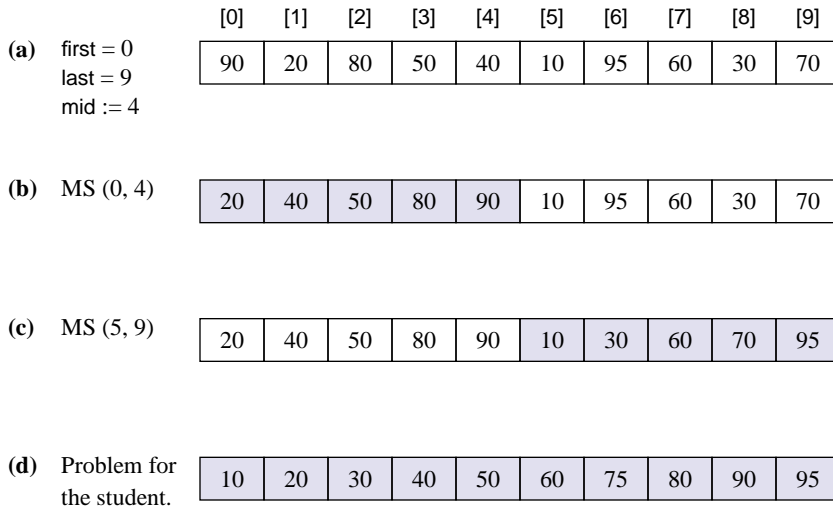 [0] [1] [2] [3] [4] [5] [6] [7] [8] [9]
(a) first = 0 90 20 80 50 40 10 95 60 30 70
last = 9
mid := 4
(b) MS (0, 4) 20 40 50 80 90 10 95 60 30 70
(c) MS (5, 9) 20 40 50 80 90 10 30 60 70 95
(d) Problem for 10 20 30 40 50 60 75 80 90 95
the student.